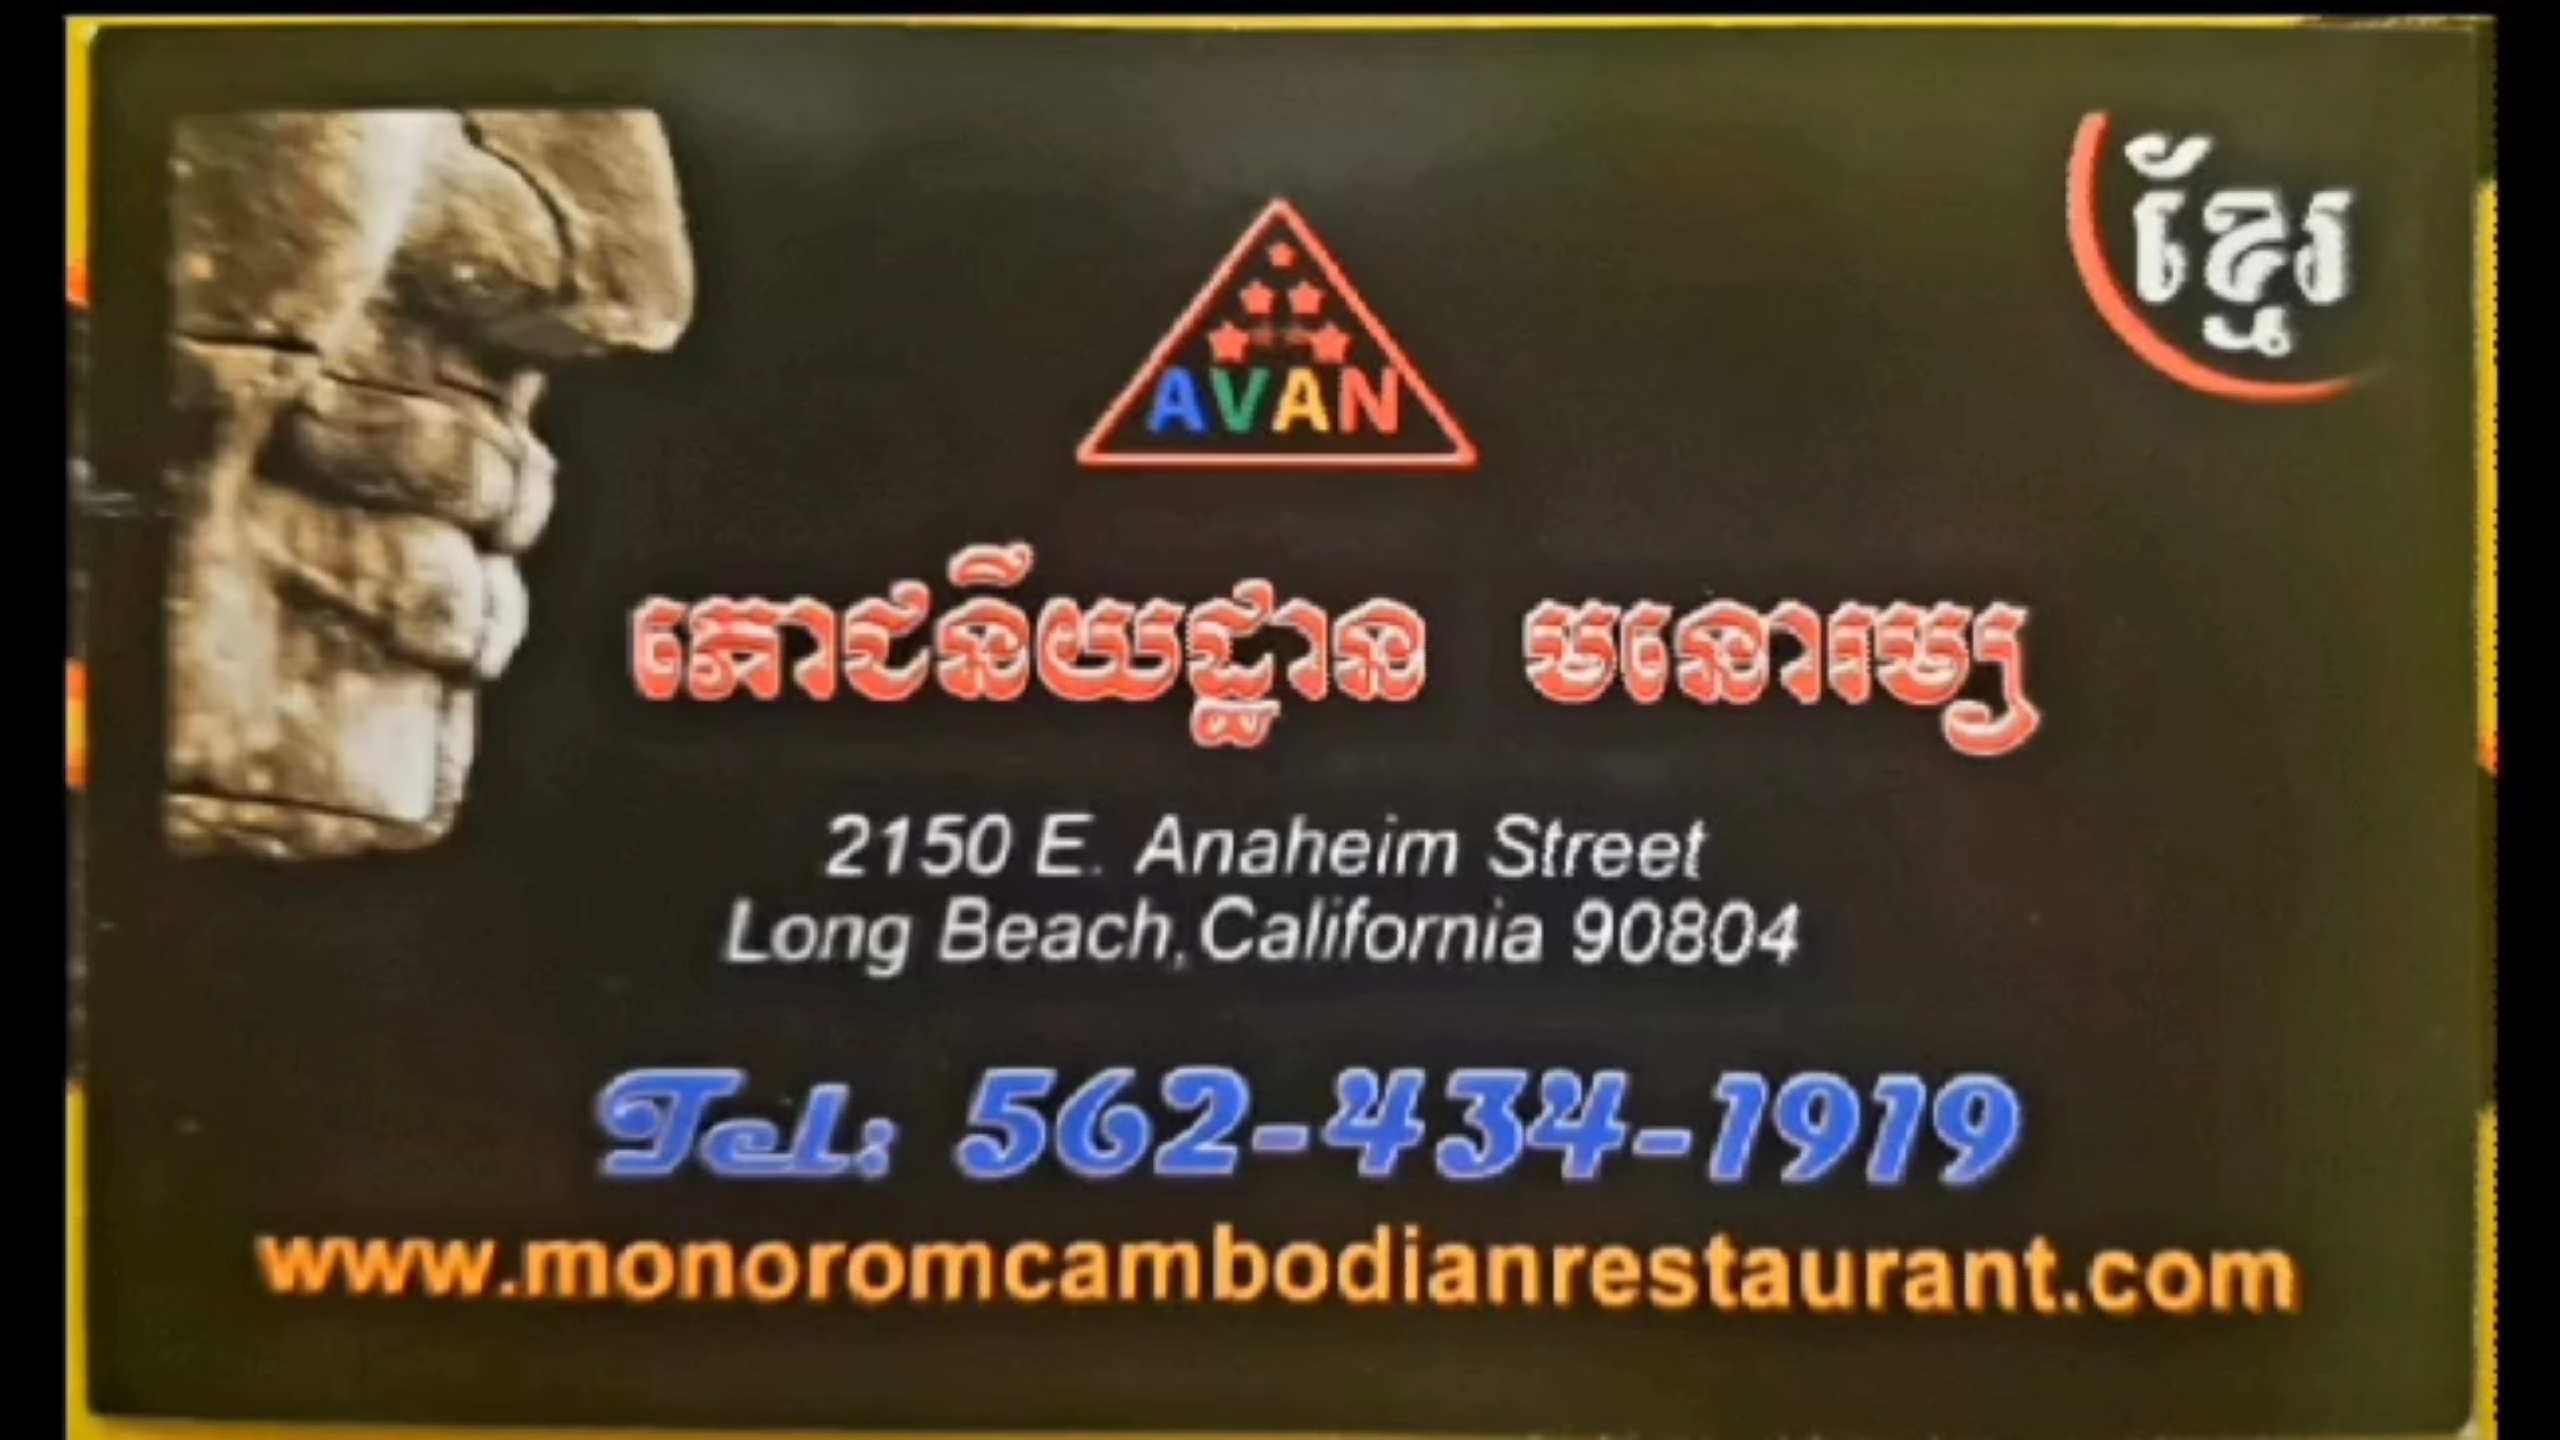 ខ្មែរ
AVAN
ភោជនីយដ្ឋាន មនោរម្យ
2150 E. Anaheim Street
Long Beach, California 90804
Tel: 562-434-1919
www.monoromcambodianrestaurant.com